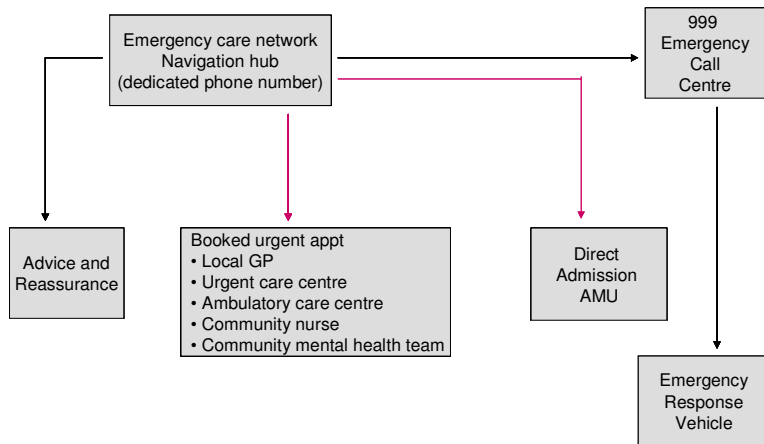 Emergency care network
Navigation hub
(dedicated phone number)
999
Emergency
Call
Centre
Advice and
Reassurance
Booked urgent appt
• Local GP
• Urgent care centre
• Ambulatory care centre
• Community nurse
• Community mental health team
Direct
Admission
AMU
Emergency
Response
Vehicle